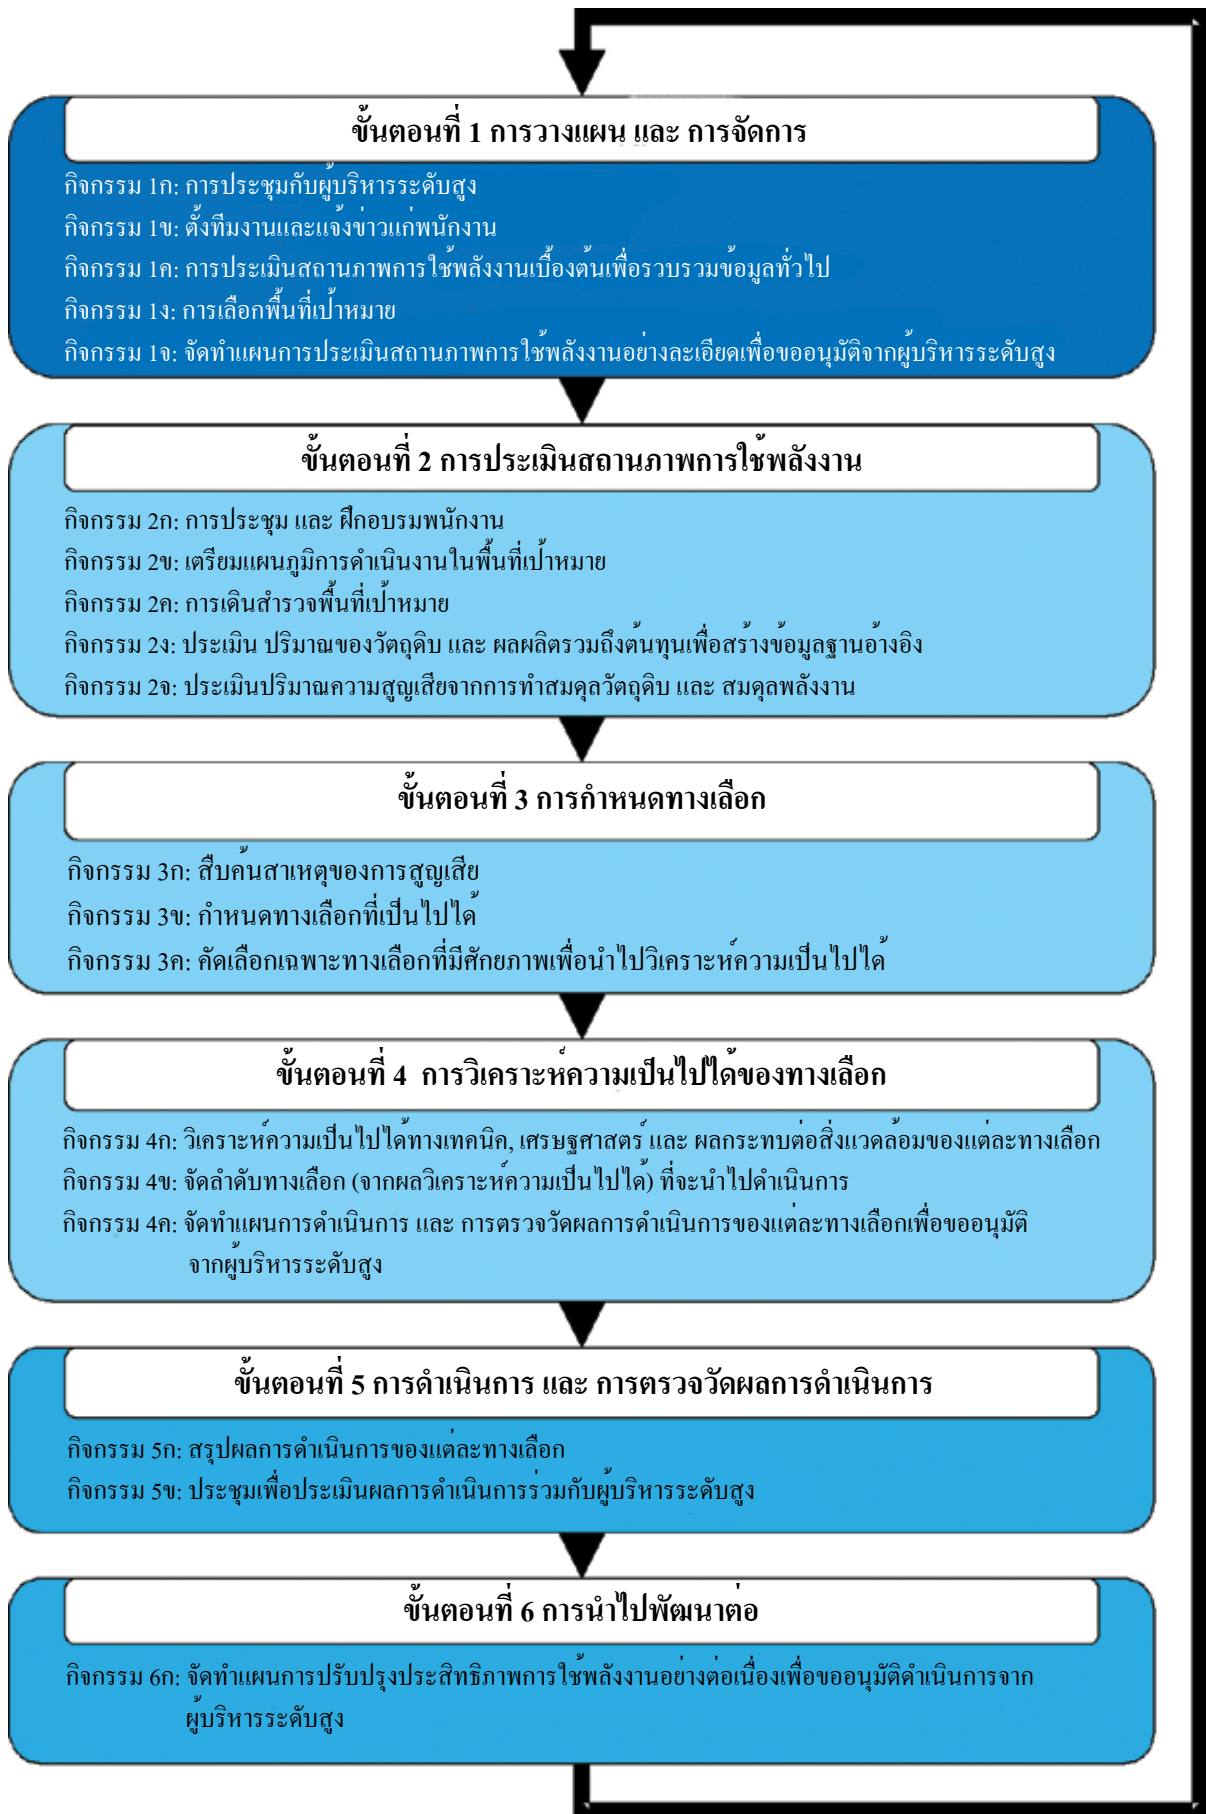 ขั้นตอนที่ 1 การวางแผน และ การจัดการ
กิจกรรม 1ก: การประชุมกับผู้บริหารระดับสูง
กิจกรรม 1ข: ตั้งทีมงานและแจ้งข่าวแก่พนักงาน
กิจกรรม 1ค: การประเมินสถานภาพการใช้พลังงานเบื้องต้นเพื่อรวบรวมข้อมูลทั่วไป
กิจกรรม 1ง: การเลือกพื้นที่เป้าหมาย
กิจกรรม 1จ: จัดทำแผนการประเมินสถานภาพการใช้พลังงานอย่างละเอียดเพื่อขออนุมัติจากผู้บริหารระดับสูง
ขั้นตอนที่ 2 การประเมินสถานภาพการใช้พลังงาน
กิจกรรม 2ก: การประชุม และ ฝึกอบรมพนักงาน
กิจกรรม 2ข: เตรียมแผนภูมิการดำเนินงานในพื้นที่เป้าหมาย
กิจกรรม 2ค: การเดินสำรวจพื้นที่เป้าหมาย
กิจกรรม 2ง: ประเมิน ปริมาณของวัตถุดิบ และ ผลผลิตรวมถึงต้นทุนเพื่อสร้างข้อมูลฐานอ้างอิง
กิจกรรม 2จ: ประเมินปริมาณความสูญเสียจากการทำสมดุลวัตถุดิบ และ สมดุลพลังงาน
ขั้นตอนที่ 3 การกำหนดทางเลือก
กิจกรรม 3ก: สืบค้นสาเหตุของการสูญเสีย
กิจกรรม 3ข: กำหนดทางเลือกที่เป็นไปได้
กิจกรรม 3ค: คัดเลือกเฉพาะทางเลือกที่มีศักยภาพเพื่อนำไปวิเคราะห์ความเป็นไปได้
ขั้นตอนที่ 4 การวิเคราะห์ความเป็นไปได้ของทางเลือก
กิจกรรม 4ก: วิเคราะห์ความเป็นไปได้ทางเทคนิค, เศรษฐศาสตร์ และ ผลกระทบต่อสิ่งแวดล้อมของแต่ละทางเลือก
กิจกรรม 4ข: จัดลำดับทางเลือก (จากผลวิเคราะห์ความเป็นไปได้) ที่จะนำไปดำเนินการ
กิจกรรม 4ค: จัดทำแผนการดำเนินการ และ การตรวจวัดผลการดำเนินการของแต่ละทางเลือกเพื่อขออนุมัติ
จากผู้บริหารระดับสูง
ขั้นตอนที่ 5 การดำเนินการ และ การตรวจวัดผลการดำเนินการ
กิจกรรม 5ก: สรุปผลการดำเนินการของแต่ละทางเลือก
กิจกรรม 5ข: ประชุมเพื่อประเมินผลการดำเนินการร่วมกับผู้บริหารระดับสูง
ขั้นตอนที่ 6 การนำไปพัฒนาต่อ
กิจกรรม 6ก: จัดทำแผนการปรับปรุงประสิทธิภาพการใช้พลังงานอย่างต่อเนื่องเพื่อขออนุมัติดำเนินการจาก
ผู้บริหารระดับสูง